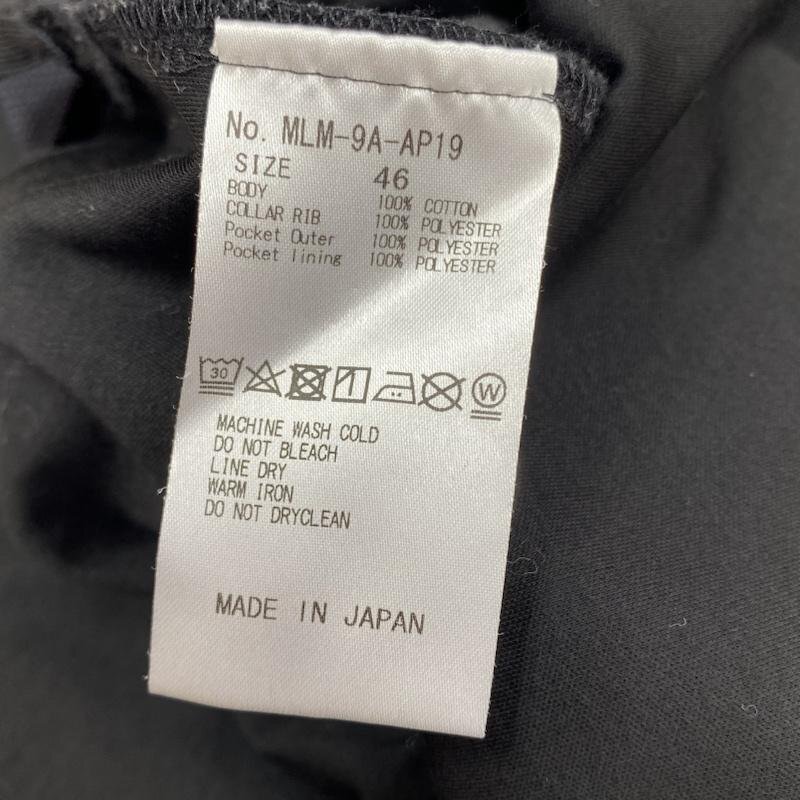 No. MLM-9A-AP19
SIZE 46
BODY 100% COTTON
COLLAR RIB 100% POLYESTER
Pocket Outer 100% POLYESTER
Pocket lining 100% POLYESTER
30 W
MACHINE WASH COLD
DO NOT BLEACH
LINE DRY
WARM IRON
DO NOT DRYCLEAN
MADE IN JAPAN